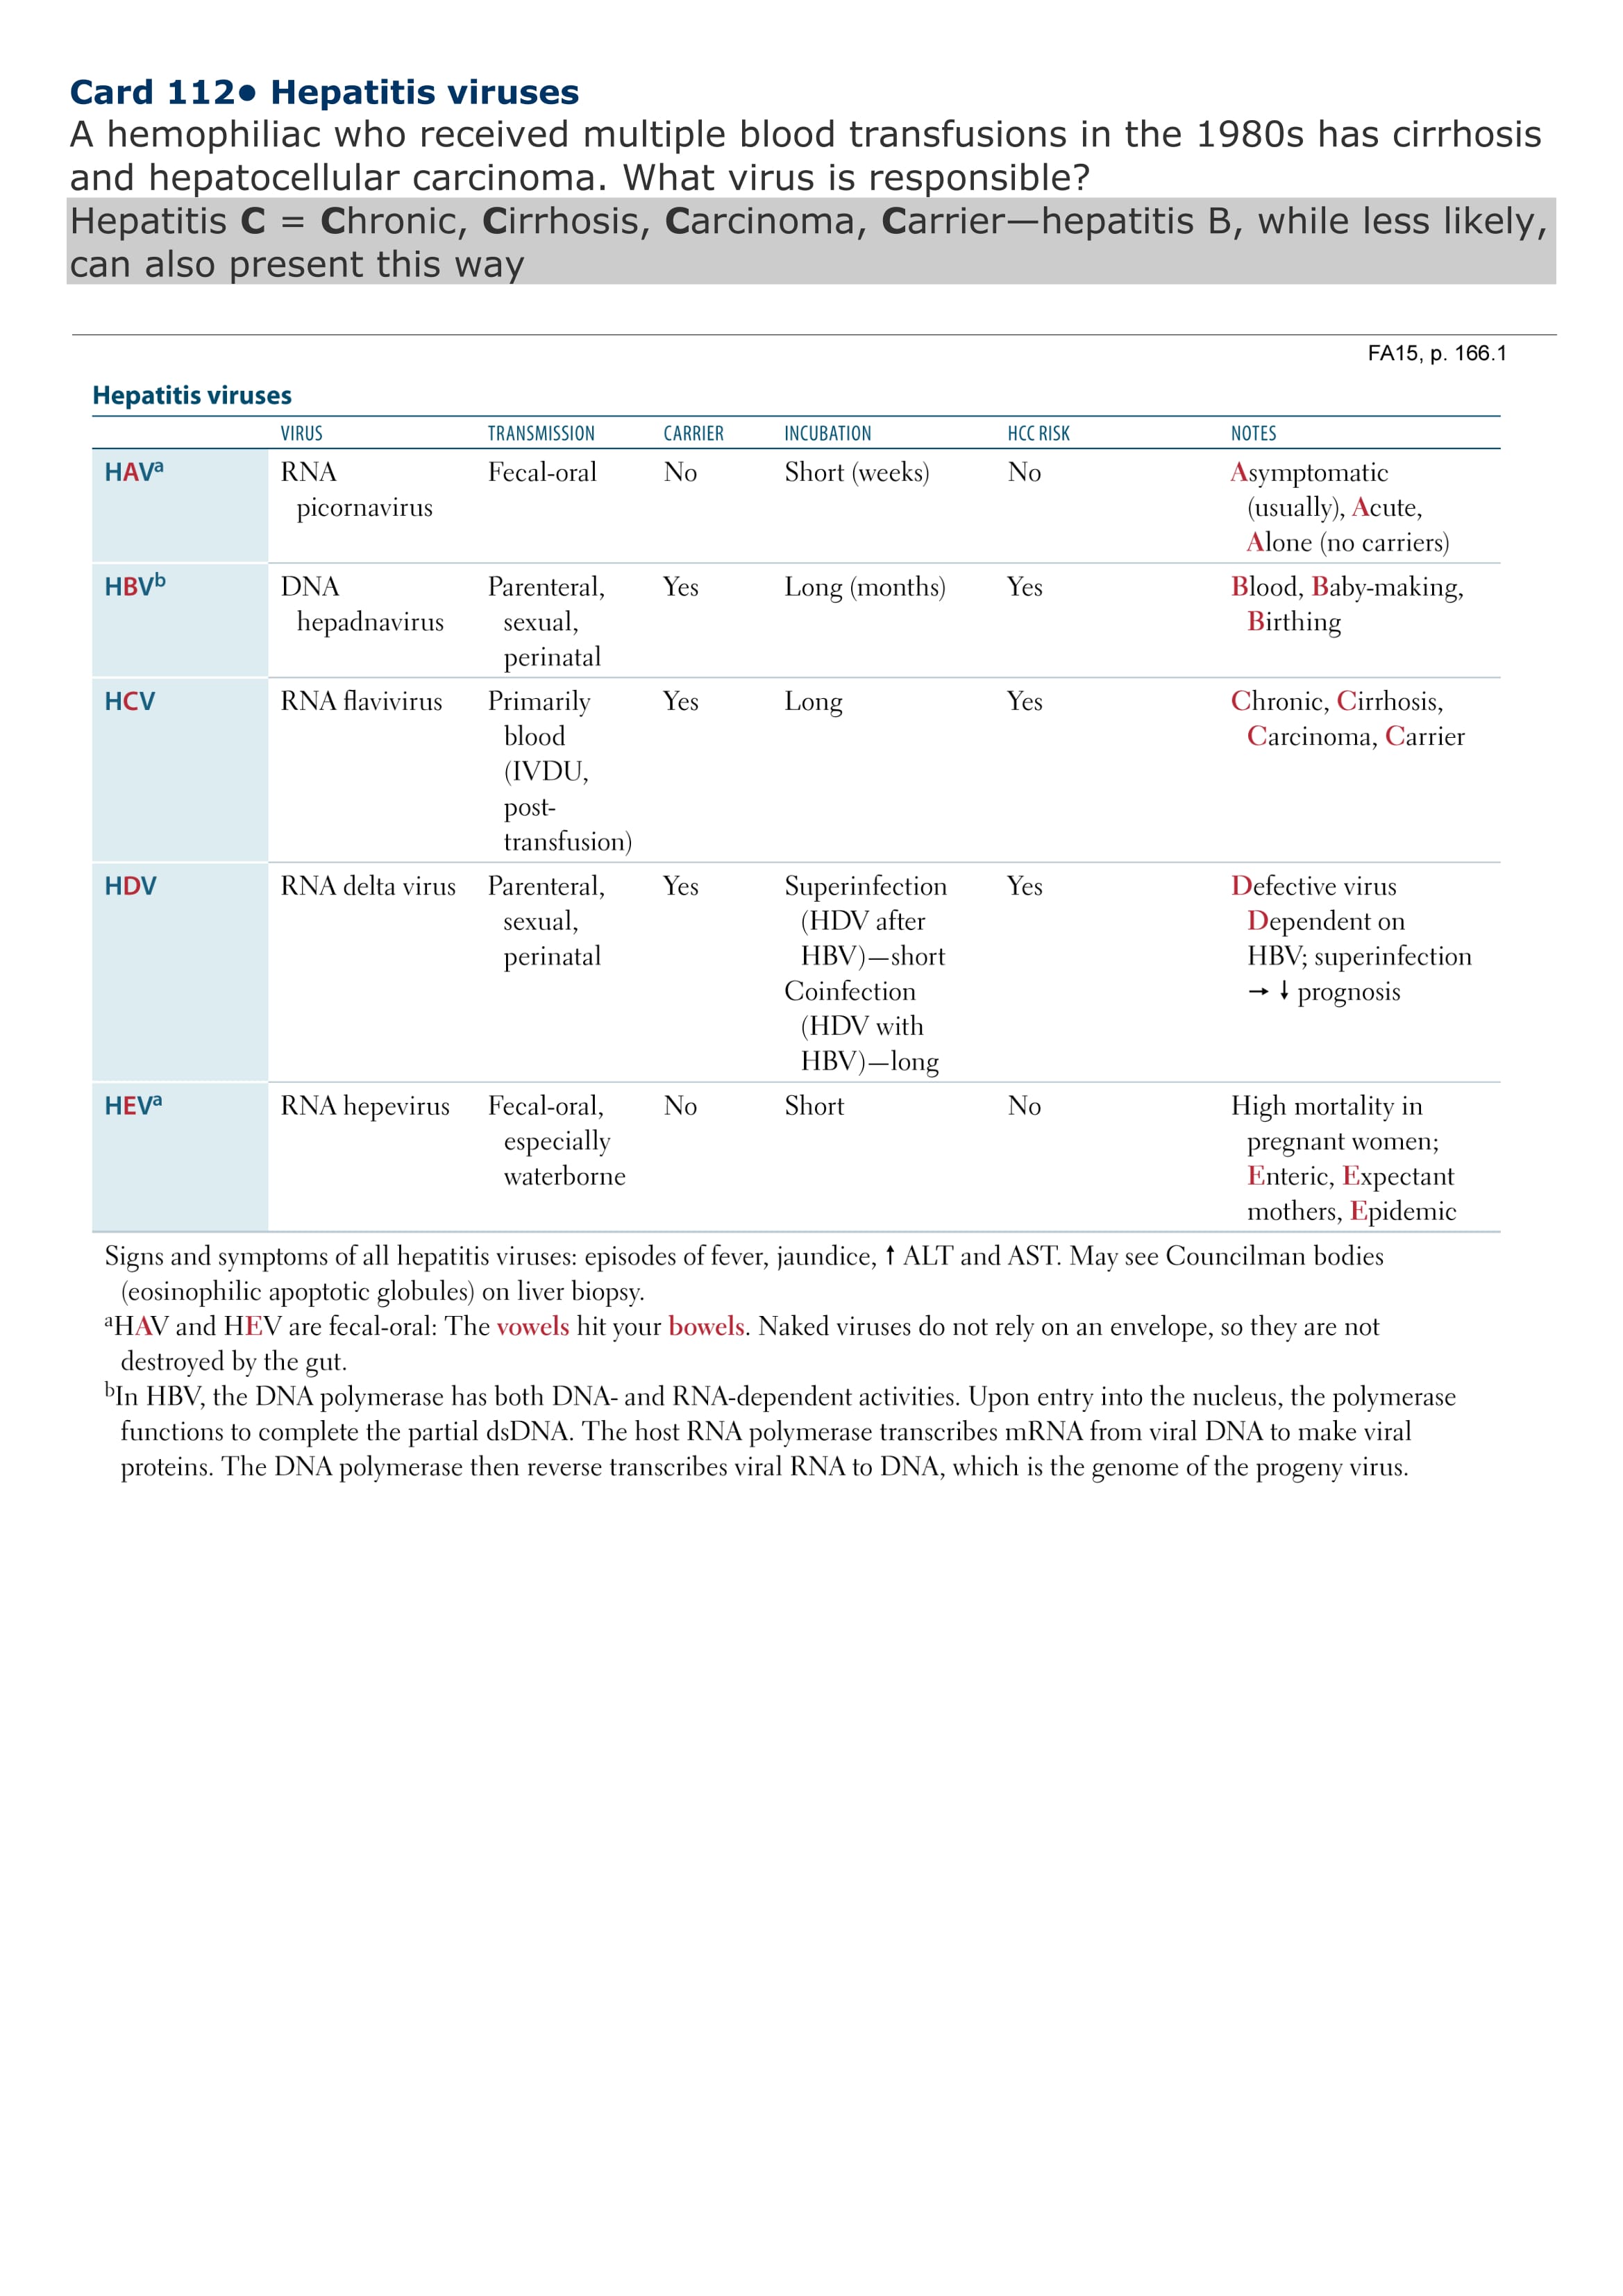 Card 112• Hepatitis viruses
A hemophiliac who received multiple blood transfusions in the 1980s has cirrhosis
and hepatocellular carcinoma. What virus is responsible?
Hepatitis C = Chronic, Cirrhosis, Carcinoma, Carrier—hepatitis B, while less likely,
can also present this way
FA15, p. 166.1
Hepatitis viruses
VIRUS TRANSMISSION CARRIER INCUBATION HCC RISK NOTES
HAVa RNA Fecal-oral No Short (weeks) No Asymptomatic
picornavirus (usually), Acute,
Alone (no carriers)
HBVb DNA Parenteral, Yes Long (months) Yes Blood, Baby-making,
hepadnavirus sexual, Birthing
perinatal
HCV RNA flavivirus Primarily Yes Long Yes Chronic, Cirrhosis,
blood Carcinoma, Carrier
(IVDU,
post-
transfusion)
HDV RNA delta virus Parenteral, Yes Superinfection Yes Defective virus
sexual, (HDV after Dependent on
perinatal HBV)—short HBV; superinfection
Coinfection → ↓ prognosis
(HDV with
HBV)—long
HEVa RNA hepevirus Fecal-oral, No Short No High mortality in
especially pregnant women;
waterborne Enteric, Expectant
mothers, Epidemic
Signs and symptoms of all hepatitis viruses: episodes of fever, jaundice, ↑ ALT and AST. May see Councilman bodies
(eosinophilic apoptotic globules) on liver biopsy.
aHAV and HEV are fecal-oral: The vowels hit your bowels. Naked viruses do not rely on an envelope, so they are not
destroyed by the gut.
bIn HBV, the DNA polymerase has both DNA- and RNA-dependent activities. Upon entry into the nucleus, the polymerase
functions to complete the partial dsDNA. The host RNA polymerase transcribes mRNA from viral DNA to make viral
proteins. The DNA polymerase then reverse transcribes viral RNA to DNA, which is the genome of the progeny virus.